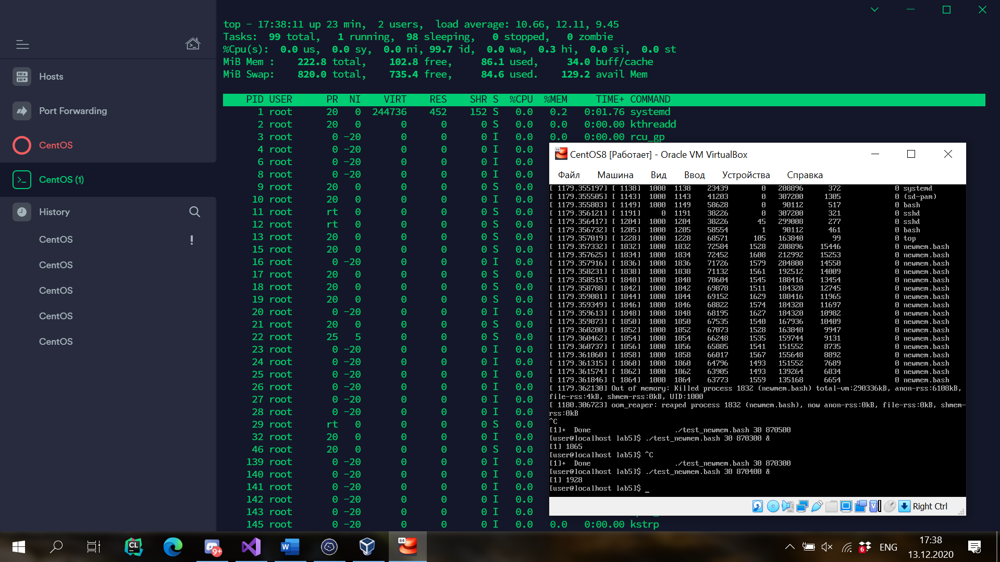 top - 17:38:11 up 23 min,  2 users,  load average: 10.66, 12.11, 9.45
Tasks:  99 total,   1 running,  98 sleeping,   0 stopped,   0 zombie
%Cpu(s):  0.0 us,  0.0 sy,  0.0 ni, 99.7 id,  0.0 wa,  0.3 hi,  0.0 si,  0.0 st
MiB Mem :    222.8 total,    102.8 free,     86.1 used,     34.0 buff/cache
MiB Swap:    820.0 total,    735.4 free,     84.6 used.    129.2 avail Mem
PID USER      PR  NI    VIRT    RES    SHR S  %CPU  %MEM     TIME+ COMMAND
1 root      20   0  244736    452    152 S   0.0   0.2   0:01.76 systemd
2 root      20   0       0      0      0 S   0.0   0.0   0:00.00 kthreadd
3 root       0 -20       0      0      0 I   0.0   0.0   0:00.00 rcu_gp
4 root       0 -20       0      0      0 I   0.0
6 root       0 -20       0      0      0 I   0.0
8 root       0 -20       0      0      0 I   0.0
9 root      20   0       0      0      0 S   0.0
10 root      20   0       0      0      0 I   0.0
11 root      rt   0       0      0      0 S   0.0
12 root      rt   0       0      0      0 S   0.0
13 root      20   0       0      0      0 S   0.0
15 root      20   0       0      0      0 S   0.0
16 root       0 -20       0      0      0 I   0.0
17 root      20   0       0      0      0 S   0.0
18 root      20   0       0      0      0 S   0.0
19 root      20   0       0      0      0 S   0.0
20 root       0 -20       0      0      0 I   0.0
21 root      20   0       0      0      0 S   0.0
22 root      25   5       0      0      0 S   0.0
23 root       0 -20       0      0      0 I   0.0
24 root       0 -20       0      0      0 I   0.0
25 root       0 -20       0      0      0 I   0.0
26 root       0 -20       0      0      0 I   0.0
27 root       0 -20       0      0      0 I   0.0
28 root       0 -20       0      0      0 I   0.0
29 root      rt   0       0      0      0 S   0.0
32 root      20   0       0      0      0 I   0.0
46 root      20   0       0      0      0 S   0.0
139 root       0 -20       0      0      0 I   0.0
140 root       0 -20       0      0      0 I   0.0
141 root       0 -20       0      0      0 I   0.0
142 root       0 -20       0      0      0 I   0.0
143 root       0 -20       0      0      0 I   0.0
145 root       0 -20       0      0      0 I   0.0   0.0   0:00.00 kstrp
Hosts
Port Forwarding
CentOS
CentOS (1)
History
CentOS !
CentOS
CentOS
CentOS
CentOS
64 CentOS8 [Работает] - Oracle VM VirtualBox
Файл Машина Вид Ввод Устройства Справка
[ 1179.355197] [ 1138]  1000  1138    23439        0   208896      372             0 systemd
[ 1179.355505] [ 1143]  1000  1143    41203        0   307200     1305             0 (sd-pam)
[ 1179.355803] [ 1149]  1000  1149    58628        0    90112      517             0 bash
[ 1179.356121] [ 1191]     0  1191    38226        0   307200      321             0 sshd
[ 1179.356417] [ 1204]  1000  1204    38226       45   299008      277             0 sshd
[ 1179.356732] [ 1205]  1000  1205    58554        1    90112      461             0 bash
[ 1179.357019] [ 1228]  1000  1228    68571      105   163840       99             0 top
[ 1179.357332] [ 1832]  1000  1832    72584     1528   208896    15446             0 newmem.bash
[ 1179.357625] [ 1834]  1000  1834    72452     1608   212992    15253             0 newmem.bash
[ 1179.357916] [ 1836]  1000  1836    71726     1579   204800    14550             0 newmem.bash
[ 1179.358231] [ 1838]  1000  1838    71132     1561   192512    14009             0 newmem.bash
[ 1179.358515] [ 1840]  1000  1840    70604     1545   188416    13454             0 newmem.bash
[ 1179.358788] [ 1842]  1000  1842    69878     1511   184320    12745             0 newmem.bash
[ 1179.359081] [ 1844]  1000  1844    69152     1629   188416    11965             0 newmem.bash
[ 1179.359349] [ 1846]  1000  1846    68822     1574   184320    11697             0 newmem.bash
[ 1179.359613] [ 1848]  1000  1848    68195     1627   184320    10982             0 newmem.bash
[ 1179.359873] [ 1850]  1000  1850    67535     1540   167936    10409             0 newmem.bash
[ 1179.360200] [ 1852]  1000  1852    67073     1528   163840     9947             0 newmem.bash
[ 1179.360462] [ 1854]  1000  1854    66248     1535   159744     9131             0 newmem.bash
[ 1179.360737] [ 1856]  1000  1856    65885     1541   151552     8735             0 newmem.bash
[ 1179.361060] [ 1858]  1000  1858    66017     1567   155648     8892             0 newmem.bash
[ 1179.361315] [ 1860]  1000  1860    64796     1493   151552     7689             0 newmem.bash
[ 1179.361574] [ 1862]  1000  1862    63905     1493   139264     6834             0 newmem.bash
[ 1179.361846] [ 1864]  1000  1864    63773     1559   135168     6654             0 newmem.bash
[ 1179.362130] Out of memory: Killed process 1832 (newmem.bash) total-vm:290336kB, anon-rss:6108kB,
file-rss:4kB, shmem-rss:0kB, UID:1000
[ 1180.306723] oom_reaper: reaped process 1832 (newmem.bash), now anon-rss:0kB, file-rss:0kB, shmem-
rss:0kB
^C
[1]+  Done                    ./test_newmem.bash 30 870500
[user@localhost lab5]$ ./test_newmem.bash 30 870300 &
[1] 1865
[user@localhost lab5]$ ^C
[1]+  Done                    ./test_newmem.bash 30 870300
[user@localhost lab5]$ ./test_newmem.bash 30 870400 &
[1] 1928
[user@localhost lab5]$ _
Right Ctrl
CL 9+ W 64 6 ENG 17:38
13.12.2020